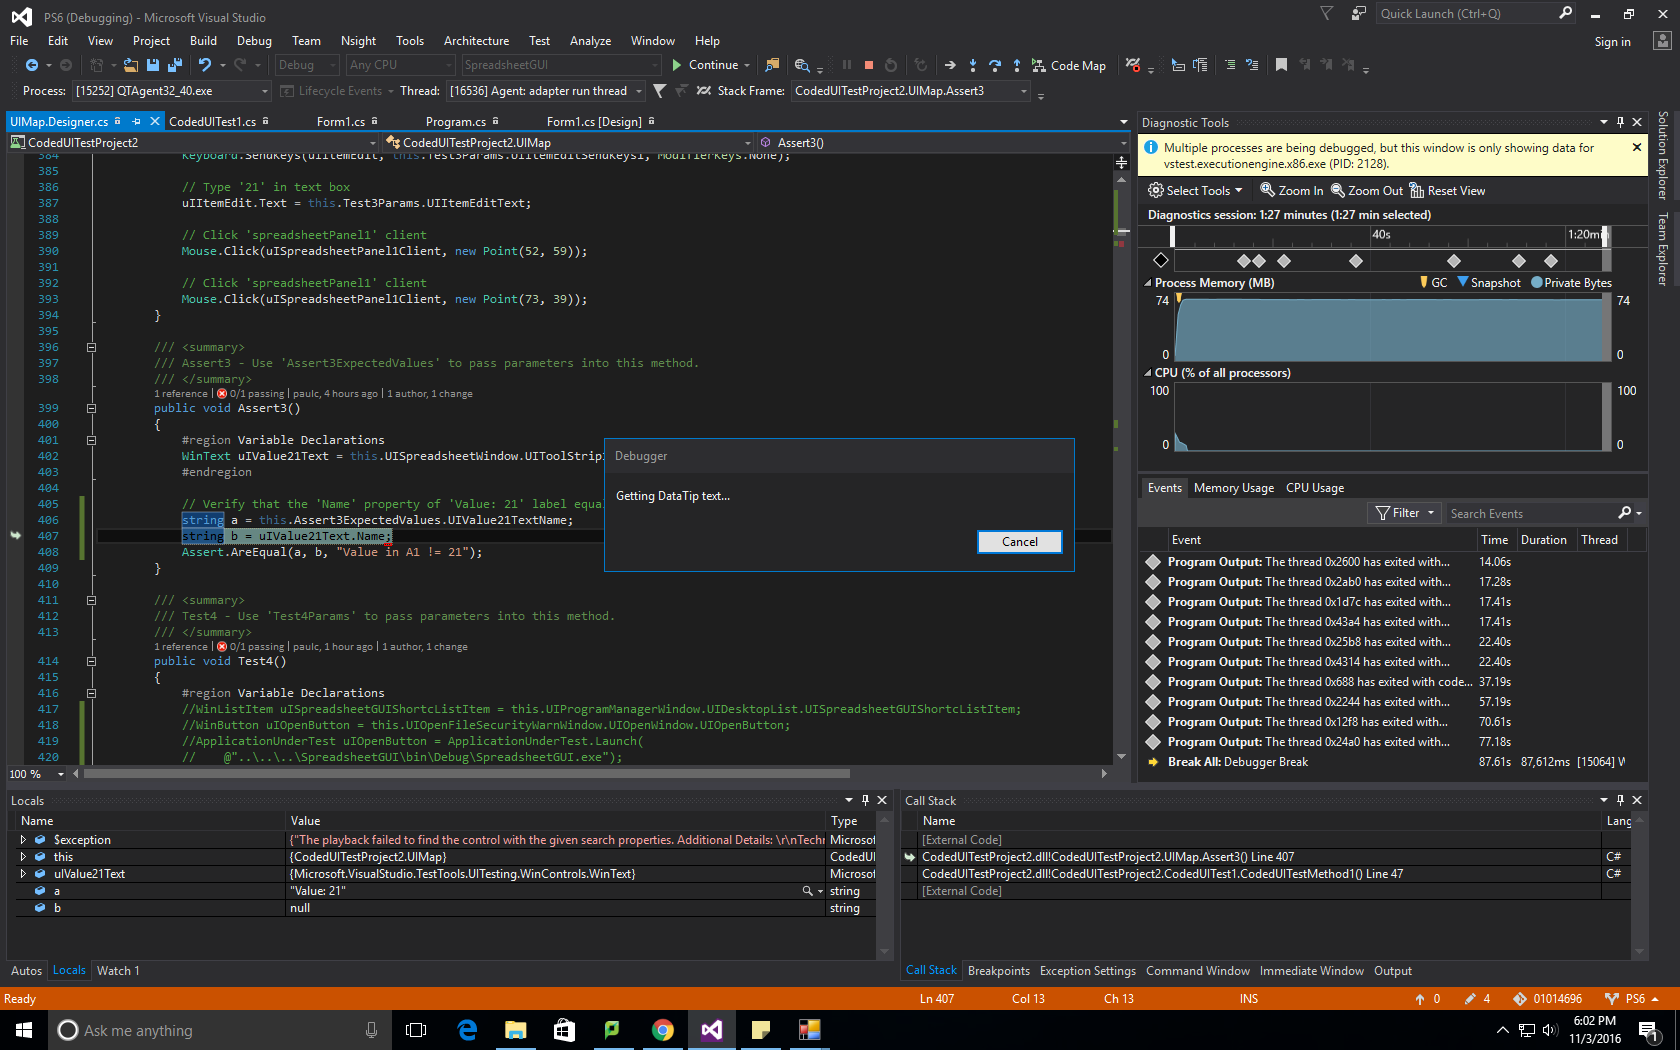 PS6 (Debugging) - Microsoft Visual Studio
Quick Launch (Ctrl+Q)
File Edit View Project Build Debug Team Nsight Tools Architecture Test Analyze Window Help
Sign in
Debug Any CPU SpreadsheetGUI Continue Code Map
Process: [15252] QTAgent32_40.exe Lifecycle Events Thread: [16536] Agent: adapter run thread Stack Frame: CodedUITestProject2.UIMap.Assert3
UIMap.Designer.cs CodedUITest1.cs Form1.cs Program.cs Form1.cs [Design]
CodedUITestProject2 CodedUITestProject2.UIMap Assert3()
384 Keyboard.SendKeys(uIItemEdit, this.Test3Params.UIItemEditSendKeys1, ModifierKeys.None);
385
386 // Type '21' in text box
387 uIItemEdit.Text = this.Test3Params.UIItemEditText;
388
389 // Click 'spreadsheetPanel1' client
390 Mouse.Click(uISpreadsheetPanel1Client, new Point(52, 59));
391
392 // Click 'spreadsheetPanel1' client
393 Mouse.Click(uISpreadsheetPanel1Client, new Point(73, 39));
394 }
395
396 /// <summary>
397 /// Assert3 - Use 'Assert3ExpectedValues' to pass parameters into this method.
398 /// </summary>
1 reference | 0/1 passing | paulc, 4 hours ago | 1 author, 1 change
399 public void Assert3()
400 {
401 #region Variable Declarations
402 WinText uIValue21Text = this.UISpreadsheetWindow.UIToolStrip
403 #endregion
404
405 // Verify that the 'Name' property of 'Value: 21' label equa
406 string a = this.Assert3ExpectedValues.UIValue21TextName;
407 string b = uIValue21Text.Name;
408 Assert.AreEqual(a, b, "Value in A1 != 21");
409 }
410
411 /// <summary>
412 /// Test4 - Use 'Test4Params' to pass parameters into this method.
413 /// </summary>
1 reference | 0/1 passing | paulc, 1 hour ago | 1 author, 1 change
414 public void Test4()
415 {
416 #region Variable Declarations
417 //WinListItem uISpreadsheetGUIShortcListItem = this.UIProgramManagerWindow.UIDesktopList.UISpreadsheetGUIShortcListItem;
418 //WinButton uIOpenButton = this.UIOpenFileSecurityWarnWindow.UIOpenWindow.UIOpenButton;
419 //ApplicationUnderTest uIOpenButton = ApplicationUnderTest.Launch(
420 // @"..\..\..\SpreadsheetGUI\bin\Debug\SpreadsheetGUI.exe");
100 %
Debugger
Getting DataTip text...
Cancel
Diagnostic Tools
Multiple processes are being debugged, but this window is only showing data for
vstest.executionengine.x86.exe (PID: 2128).
Select Tools Zoom In Zoom Out Reset View
Diagnostics session: 1:27 minutes (1:27 min selected)
40s 1:20min
Process Memory (MB) GC Snapshot Private Bytes
74 74
0 0
CPU (% of all processors)
100 100
0 0
Events Memory Usage CPU Usage
Filter Search Events
Event Time Duration Thread
Program Output: The thread 0x2600 has exited with... 14.06s
Program Output: The thread 0x2ab0 has exited with... 17.28s
Program Output: The thread 0x1d7c has exited with... 17.41s
Program Output: The thread 0x43a4 has exited with... 17.41s
Program Output: The thread 0x25b8 has exited with... 22.40s
Program Output: The thread 0x4314 has exited with... 22.40s
Program Output: The thread 0x688 has exited with code... 37.19s
Program Output: The thread 0x2244 has exited with... 57.19s
Program Output: The thread 0x12f8 has exited with... 70.61s
Program Output: The thread 0x24a0 has exited with... 77.18s
Break All: Debugger Break 87.61s 87,612ms [15064] W
Solution Explorer
Team Explorer
Locals
Name Value Type
$exception {"The playback failed to find the control with the given search properties. Additional Details: \r\nTechn Microsof
this {CodedUITestProject2.UIMap} CodedUI
uIValue21Text {Microsoft.VisualStudio.TestTools.UITesting.WinControls.WinText} Microsof
a "Value: 21" string
b null string
Autos Locals Watch 1
Call Stack
Name Lang
[External Code]
CodedUITestProject2.dll!CodedUITestProject2.UIMap.Assert3() Line 407 C#
CodedUITestProject2.dll!CodedUITestProject2.CodedUITest1.CodedUITestMethod1() Line 47 C#
[External Code]
Call Stack Breakpoints Exception Settings Command Window Immediate Window Output
Ready Ln 407 Col 13 Ch 13 INS 0 4 01014696 PS6
Ask me anything
6:02 PM
11/3/2016
1